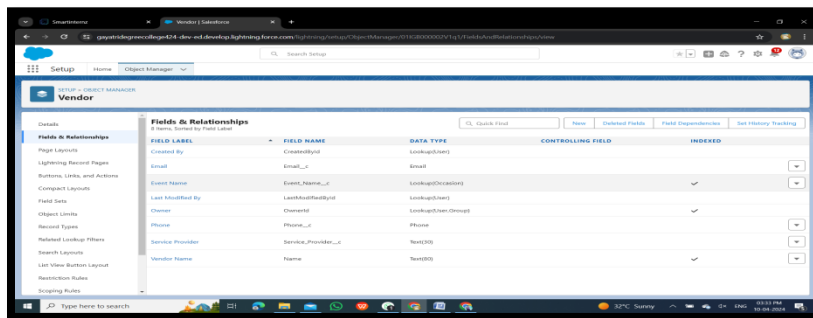 Smartinternz
Vendor | Salesforce
gayatridegreecollege424-dev-ed.develop.lightning.force.com/lightning/setup/ObjectManager/01IGB000002V1q1/FieldsAndRelationships/view
Search Setup
Setup Home Object Manager
SETUP > OBJECT MANAGER
Vendor
Details
Fields & Relationships
Page Layouts
Lightning Record Pages
Buttons, Links, and Actions
Compact Layouts
Field Sets
Object Limits
Record Types
Related Lookup Filters
Search Layouts
List View Button Layout
Restriction Rules
Scoping Rules
Fields & Relationships
8 Items, Sorted by Field Label
Quick Find New Deleted Fields Field Dependencies Set History Tracking
FIELD LABEL FIELD NAME DATA TYPE CONTROLLING FIELD INDEXED
Created By CreatedById Lookup(User)
Email Email__c Email
Event Name Event_Name__c Lookup(Occasion)
Last Modified By LastModifiedById Lookup(User)
Owner OwnerId Lookup(User,Group)
Phone Phone__c Phone
Service Provider Service_Provider__c Text(30)
Vendor Name Name Text(80)
Type here to search
32°C Sunny ENG 03:33 PM
10-04-2024